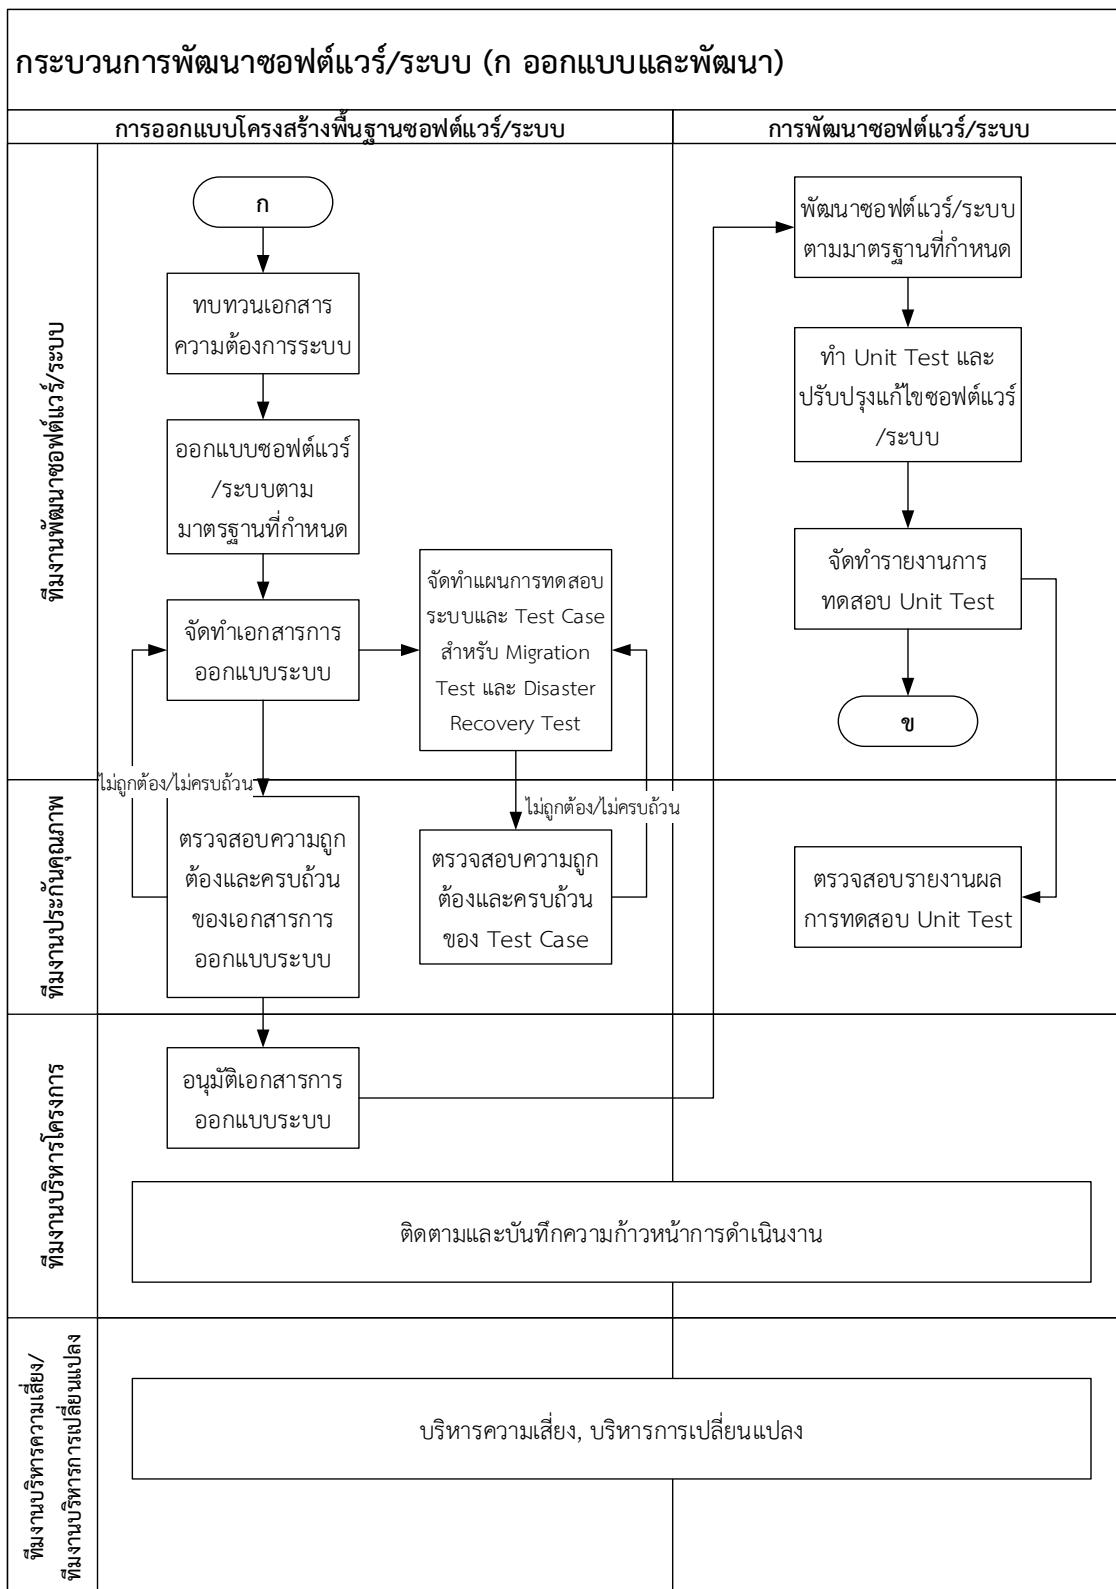 กระบวนการพัฒนาซอฟต์แวร์/ระบบ (ก ออกแบบและพัฒนา)
การออกแบบโครงสร้างพื้นฐานซอฟต์แวร์/ระบบ
การพัฒนาซอฟต์แวร์/ระบบ
ทีมงานพัฒนาซอฟต์แวร์/ระบบ
ก
ทบทวนเอกสาร
ความต้องการระบบ
ออกแบบซอฟต์แวร์
/ระบบตาม
มาตรฐานที่กำหนด
จัดทำเอกสารการ
ออกแบบระบบ
จัดทำแผนการทดสอบ
ระบบและ Test Case
สำหรับ Migration
Test และ Disaster
Recovery Test
พัฒนาซอฟต์แวร์/ระบบ
ตามมาตรฐานที่กำหนด
ทำ Unit Test และ
ปรับปรุงแก้ไขซอฟต์แวร์
/ระบบ
จัดทำรายงานการ
ทดสอบ Unit Test
ข
ทีมงานประกันคุณภาพ
ไม่ถูกต้อง/ไม่ครบถ้วน
ตรวจสอบความถูก
ต้องและครบถ้วน
ของเอกสารการ
ออกแบบระบบ
ไม่ถูกต้อง/ไม่ครบถ้วน
ตรวจสอบความถูก
ต้องและครบถ้วน
ของ Test Case
ตรวจสอบรายงานผล
การทดสอบ Unit Test
ทีมงานบริหารโครงการ
อนุมัติเอกสารการ
ออกแบบระบบ
ติดตามและบันทึกความก้าวหน้าการดำเนินงาน
ทีมงานบริหารความเสี่ยง/
ทีมงานบริหารการเปลี่ยนแปลง
บริหารความเสี่ยง, บริหารการเปลี่ยนแปลง